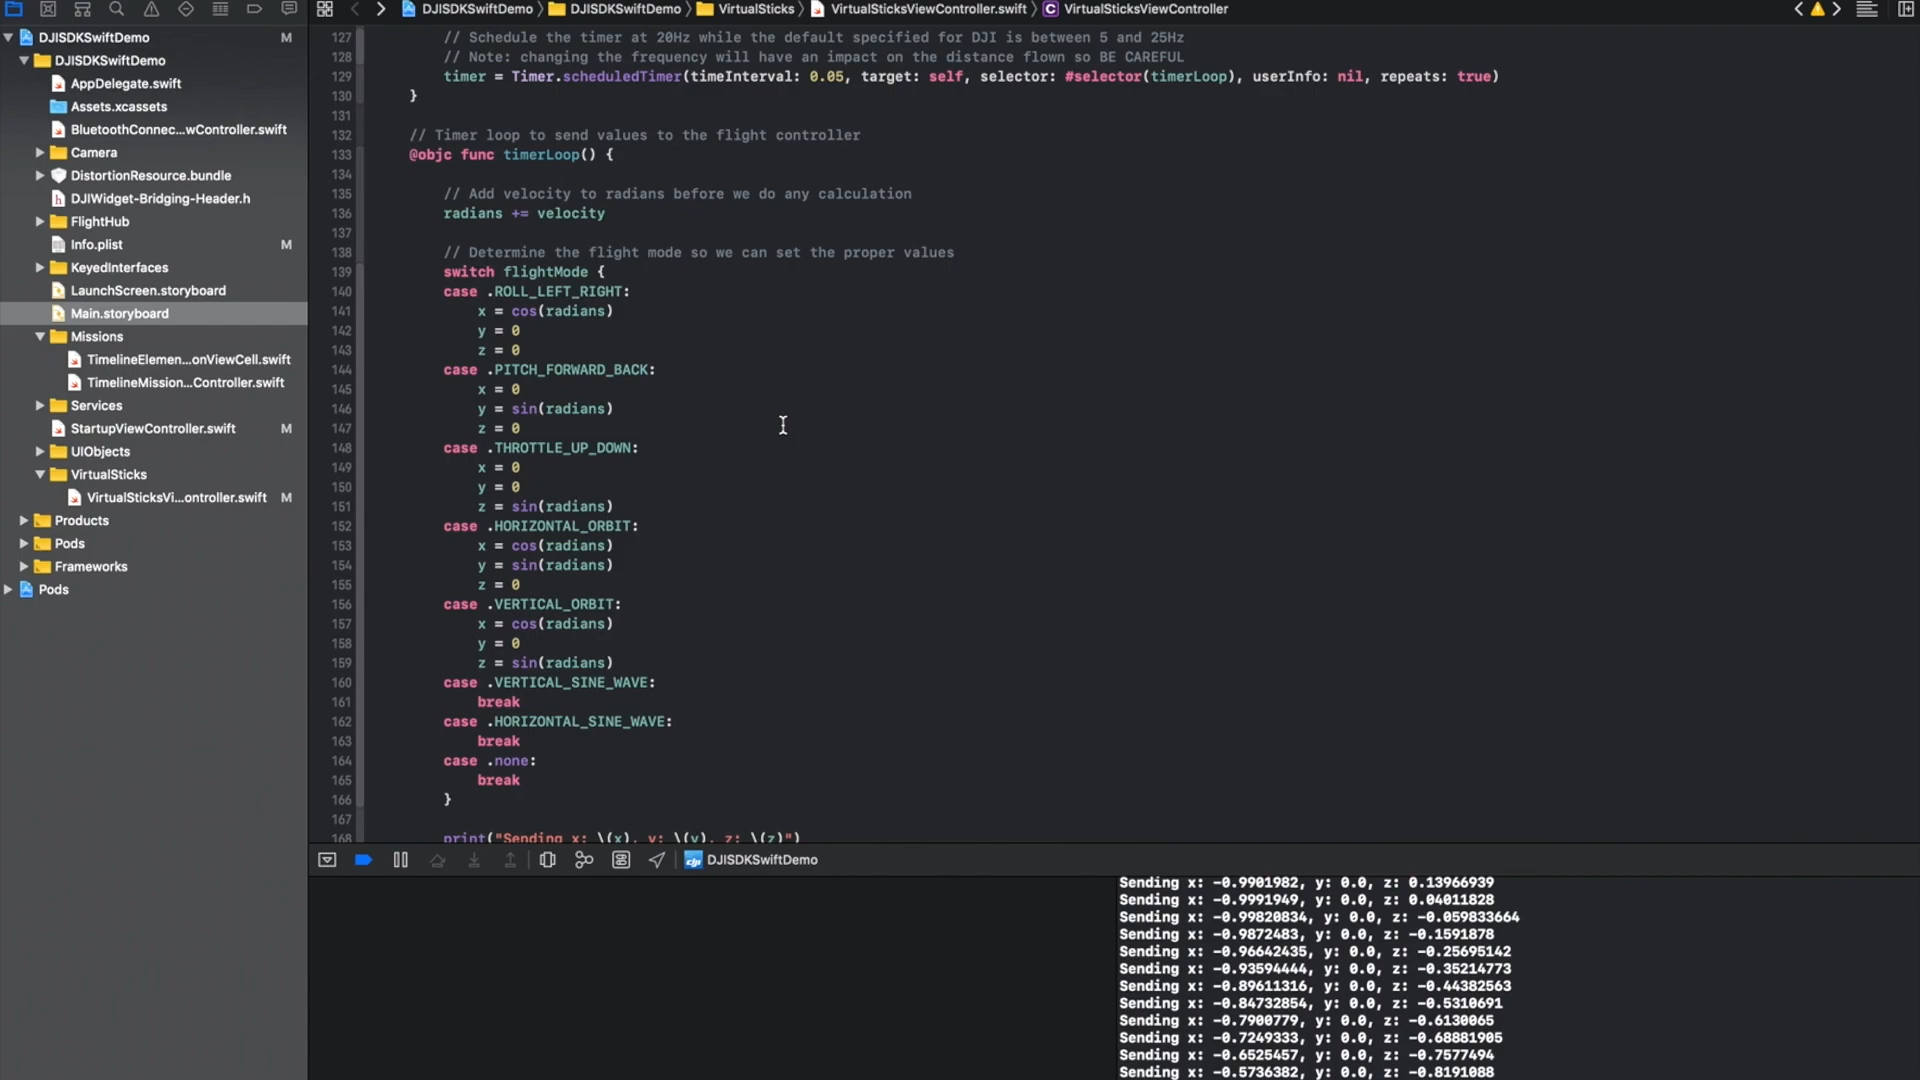 DJISDKSwiftDemo M
DJISDKSwiftDemo
AppDelegate.swift
Assets.xcassets
BluetoothConnec...wController.swift
Camera
DistortionResource.bundle
DJIWidget-Bridging-Header.h
FlightHub
Info.plist M
KeyedInterfaces
LaunchScreen.storyboard
Main.storyboard
Missions
TimelineElemen...onViewCell.swift
TimelineMission...Controller.swift
Services
StartupViewController.swift M
UIObjects
VirtualSticks
VirtualSticksVi...ontroller.swift M
Products
Pods
Frameworks
Pods
DJISDKSwiftDemo DJISDKSwiftDemo VirtualSticks VirtualSticksViewController.swift C VirtualSticksViewController
127 // Schedule the timer at 20Hz while the default specified for DJI is between 5 and 25Hz
128 // Note: changing the frequency will have an impact on the distance flown so BE CAREFUL
129 timer = Timer.scheduledTimer(timeInterval: 0.05, target: self, selector: #selector(timerLoop), userInfo: nil, repeats: true)
130 }
131
132 // Timer loop to send values to the flight controller
133 @objc func timerLoop() {
134
135 // Add velocity to radians before we do any calculation
136 radians += velocity
137
138 // Determine the flight mode so we can set the proper values
139 switch flightMode {
140 case .ROLL_LEFT_RIGHT:
141 x = cos(radians)
142 y = 0
143 z = 0
144 case .PITCH_FORWARD_BACK:
145 x = 0
146 y = sin(radians)
147 z = 0
148 case .THROTTLE_UP_DOWN:
149 x = 0
150 y = 0
151 z = sin(radians)
152 case .HORIZONTAL_ORBIT:
153 x = cos(radians)
154 y = sin(radians)
155 z = 0
156 case .VERTICAL_ORBIT:
157 x = cos(radians)
158 y = 0
159 z = sin(radians)
160 case .VERTICAL_SINE_WAVE:
161 break
162 case .HORIZONTAL_SINE_WAVE:
163 break
164 case .none:
165 break
166 }
167
168 print("Sending x: \(x), y: \(y), z: \(z)")
dji DJISDKSwiftDemo
Sending x: -0.9901982, y: 0.0, z: 0.13966939
Sending x: -0.9991949, y: 0.0, z: 0.04011828
Sending x: -0.99820834, y: 0.0, z: -0.059833664
Sending x: -0.9872483, y: 0.0, z: -0.1591878
Sending x: -0.96642435, y: 0.0, z: -0.25695142
Sending x: -0.93594444, y: 0.0, z: -0.35214773
Sending x: -0.89611316, y: 0.0, z: -0.44382563
Sending x: -0.84732854, y: 0.0, z: -0.5310691
Sending x: -0.7900779, y: 0.0, z: -0.6130065
Sending x: -0.7249333, y: 0.0, z: -0.68881905
Sending x: -0.6525457, y: 0.0, z: -0.7577494
Sending x: -0.5736382, y: 0.0, z: -0.8191088